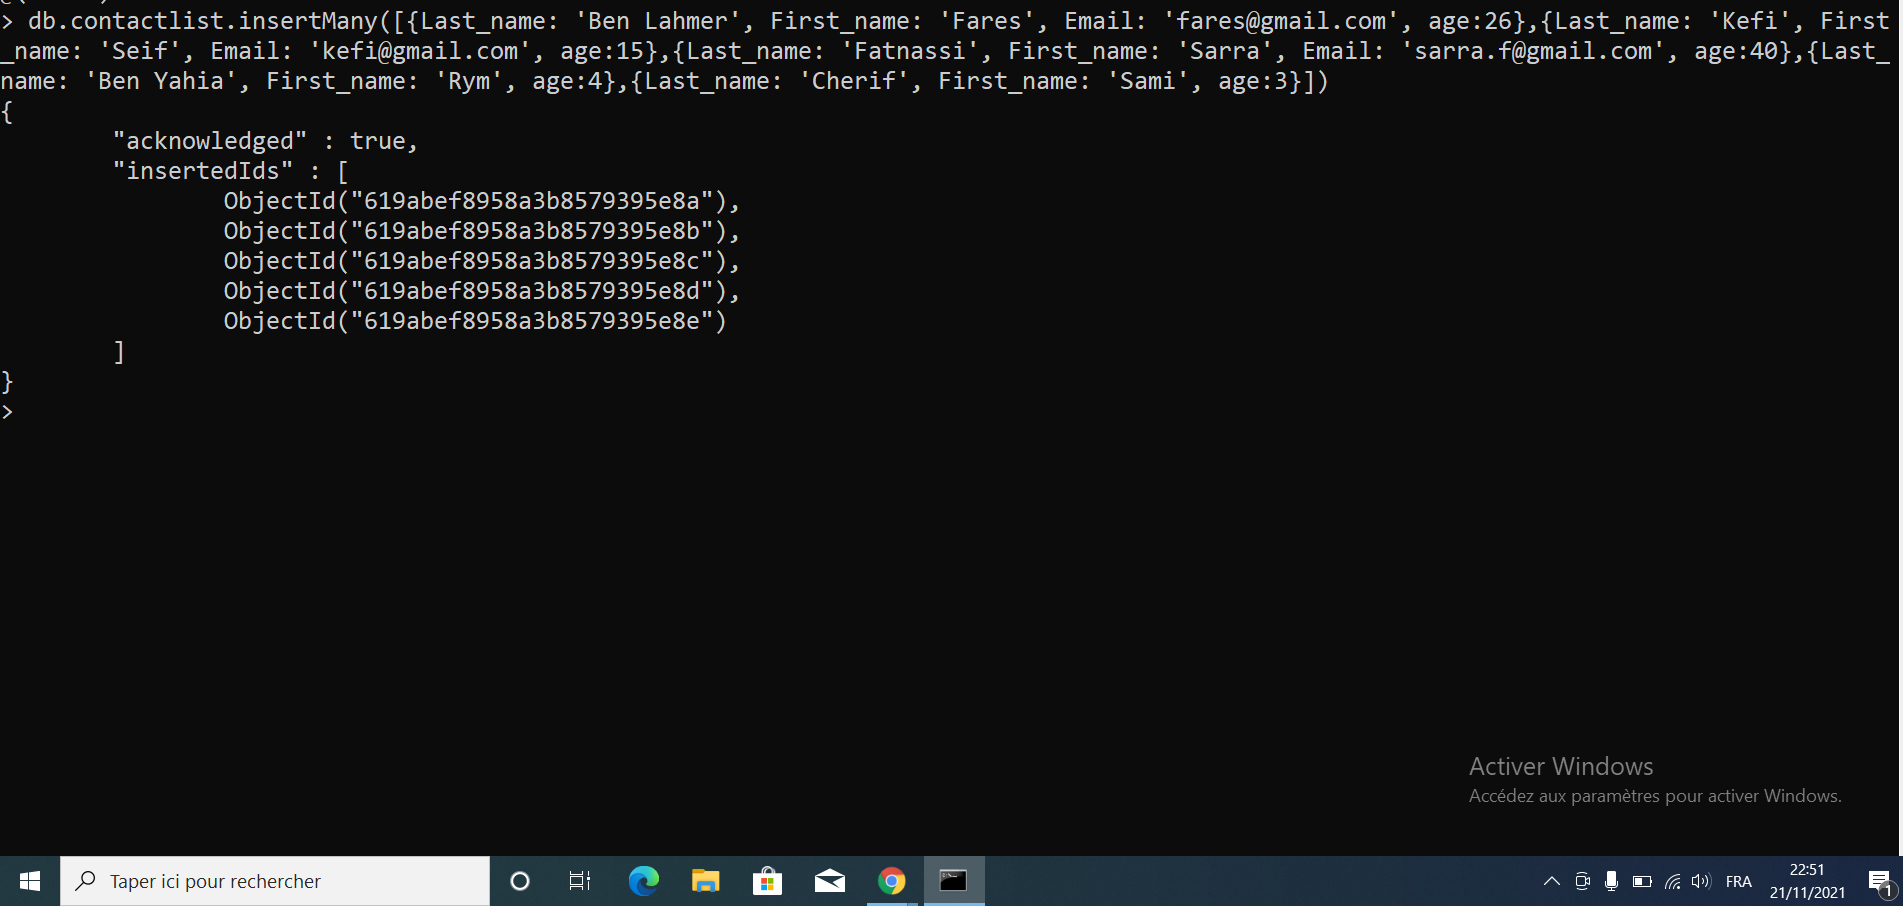 > db.contactlist.insertMany([{Last_name: 'Ben Lahmer', First_name: 'Fares', Email: 'fares@gmail.com', age:26},{Last_name: 'Kefi', First
_name: 'Seif', Email: 'kefi@gmail.com', age:15},{Last_name: 'Fatnassi', First_name: 'Sarra', Email: 'sarra.f@gmail.com', age:40},{Last_
name: 'Ben Yahia', First_name: 'Rym', age:4},{Last_name: 'Cherif', First_name: 'Sami', age:3}])
{
        "acknowledged" : true,
        "insertedIds" : [
                ObjectId("619abef8958a3b8579395e8a"),
                ObjectId("619abef8958a3b8579395e8b"),
                ObjectId("619abef8958a3b8579395e8c"),
                ObjectId("619abef8958a3b8579395e8d"),
                ObjectId("619abef8958a3b8579395e8e")
        ]
}
>
Activer Windows
Accédez aux paramètres pour activer Windows.
Taper ici pour rechercher
FRA
22:51
21/11/2021
1